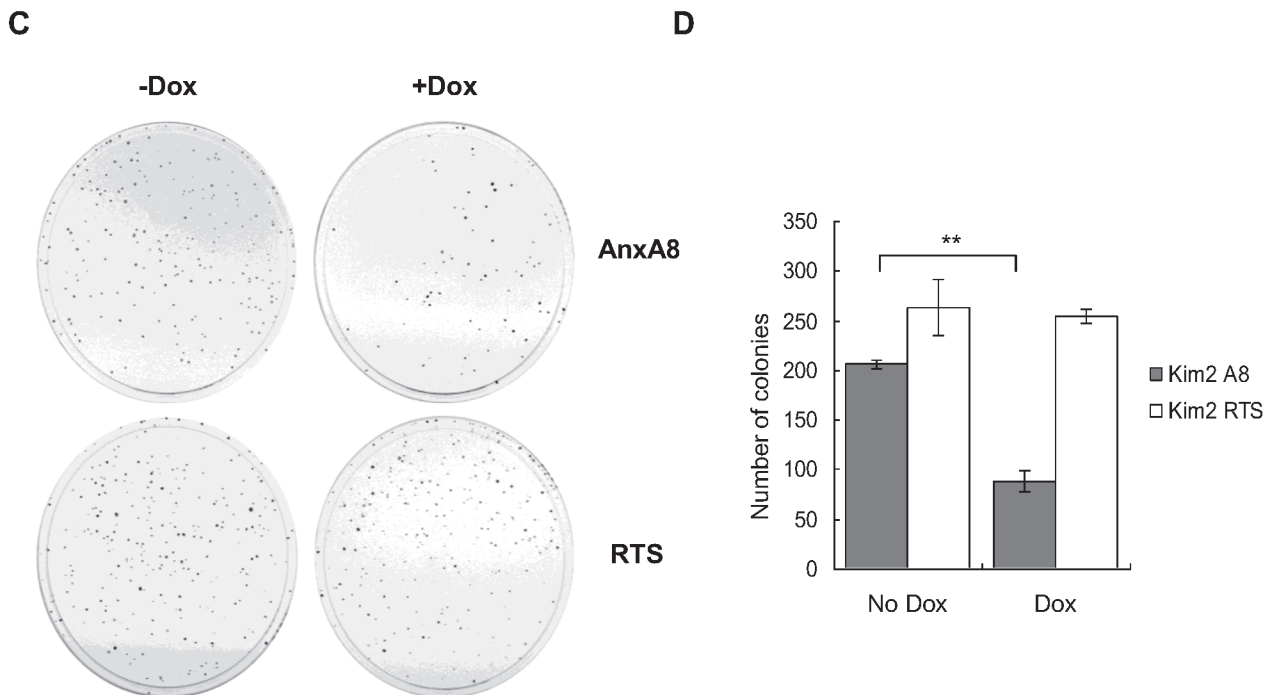 C
-Dox
+Dox
AnxA8
RTS
D
350
300
250
200
150
100
50
0
Number of colonies
**
No Dox
Dox
Kim2 A8
Kim2 RTS